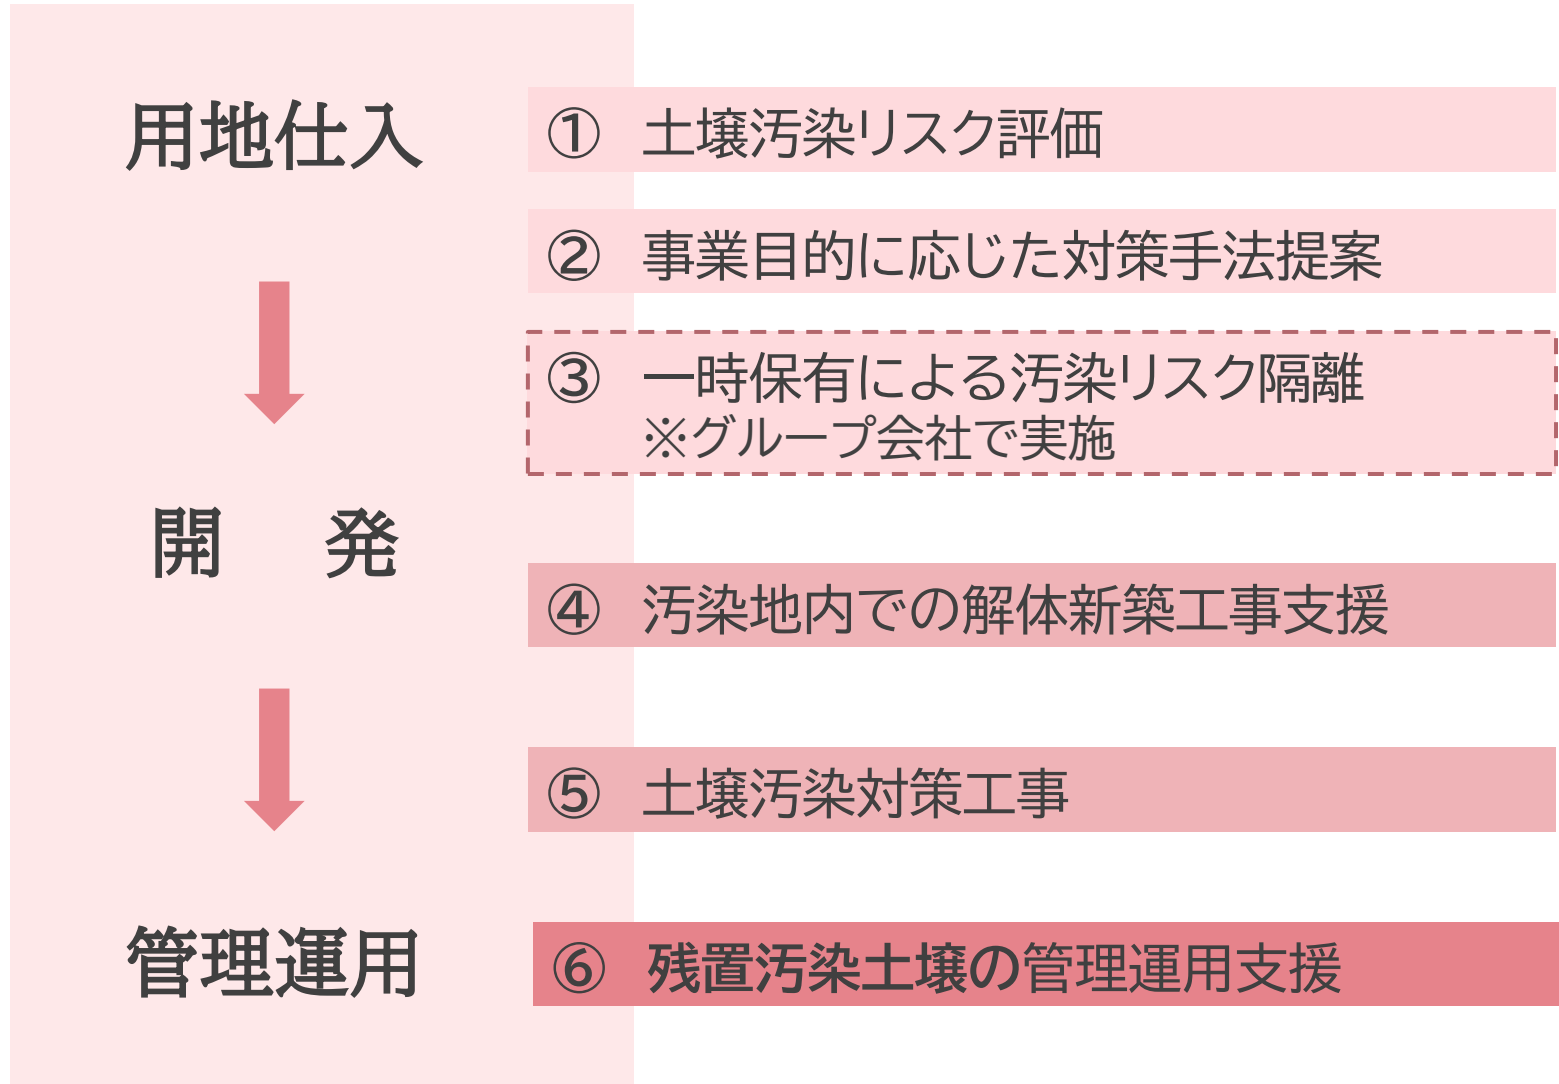 用地仕入
① 土壌汚染リスク評価
② 事業目的に応じた対策手法提案
③ 一時保有による汚染リスク隔離
※グループ会社で実施
開　発
④ 汚染地内での解体新築工事支援
⑤ 土壌汚染対策工事
管理運用
⑥ 残置汚染土壌の管理運用支援